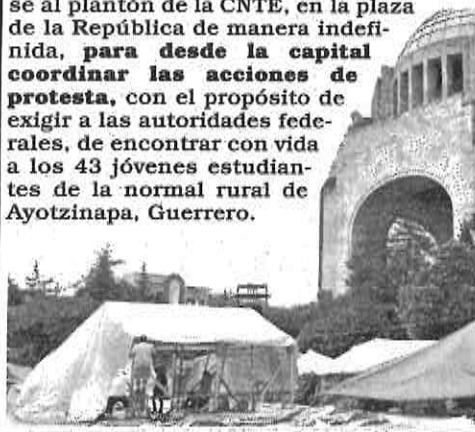 se al plantón de la CNTE, en la plaza
de la República de manera indefi-
nida, para desde la capital
coordinar las acciones de
protesta, con el propósito de
exigir a las autoridades fede-
rales, de encontrar con vida
a los 43 jóvenes estudian-
tes de la normal rural de
Ayotzinapa, Guerrero.